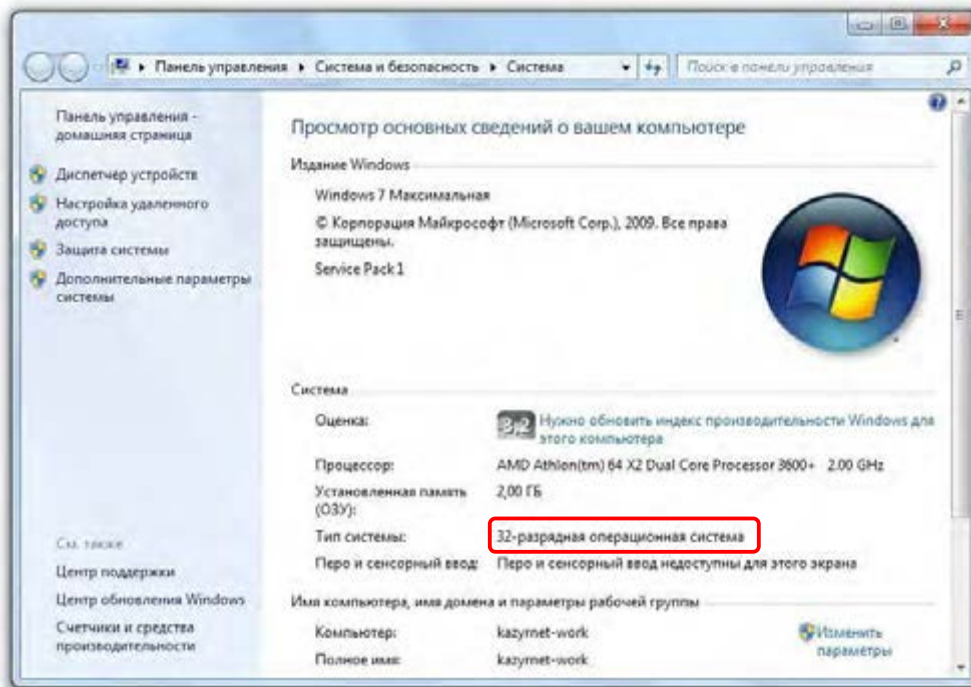 Панель управления ▸ Система и безопасность ▸ Система
Поиск в панели управления
Панель управления -
домашняя страница
Диспетчер устройств
Настройка удаленного
доступа
Защита системы
Дополнительные параметры
системы
См. также
Центр поддержки
Центр обновления Windows
Счетчики и средства
производительности
Просмотр основных сведений о вашем компьютере
Издание Windows
Windows 7 Максимальная
© Корпорация Майкрософт (Microsoft Corp.), 2009. Все права
защищены.
Service Pack 1
Система
Оценка: 3,2 Нужно обновить индекс производительности Windows для
этого компьютера
Процессор: AMD Athlon(tm) 64 X2 Dual Core Processor 3600+ 2.00 GHz
Установленная память
(ОЗУ): 2,00 ГБ
Тип системы: 32-разрядная операционная система
Перо и сенсорный ввод: Перо и сенсорный ввод недоступны для этого экрана
Имя компьютера, имя домена и параметры рабочей группы
Компьютер: kazymet-work
Полное имя: kazymet-work
Изменить
параметры